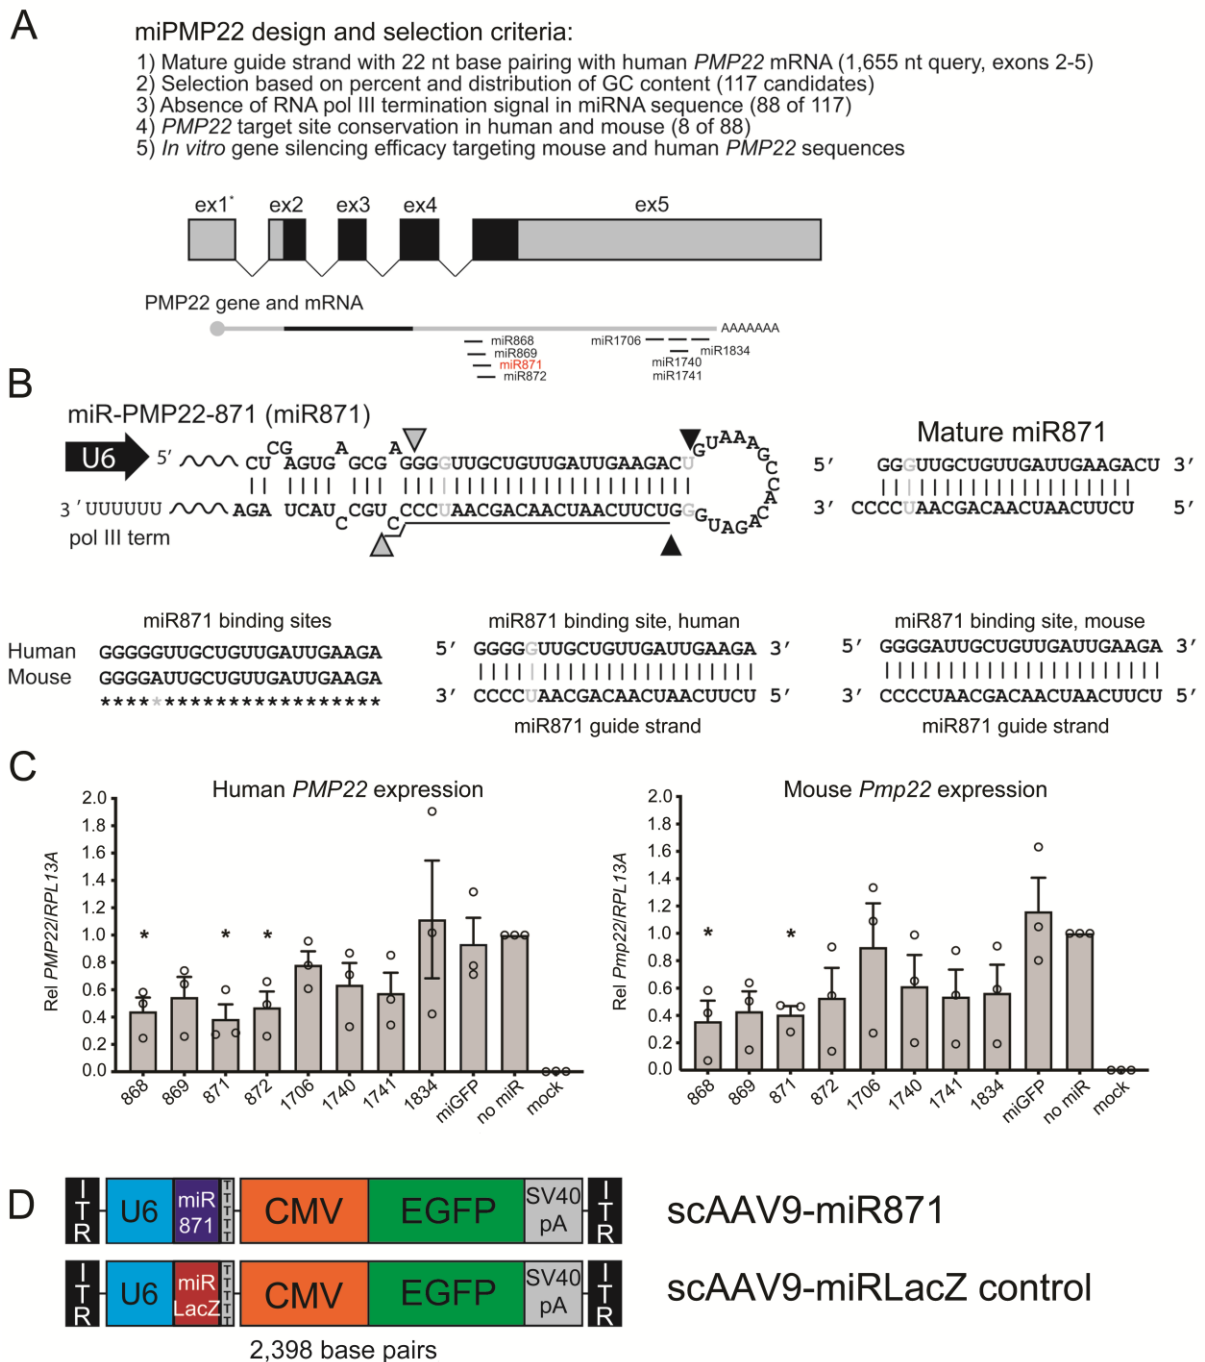 A
miPMP22 design and selection criteria:
1) Mature guide strand with 22 nt base pairing with human PMP22 mRNA (1,655 nt query, exons 2-5)
2) Selection based on percent and distribution of GC content (117 candidates)
3) Absence of RNA pol III termination signal in miRNA sequence (88 of 117)
4) PMP22 target site conservation in human and mouse (8 of 88)
5) In vitro gene silencing efficacy targeting mouse and human PMP22 sequences
ex1* ex2 ex3 ex4 ex5
PMP22 gene and mRNA
AAAAAAA
miR868 miR1706
miR869 miR1834
miR871 miR1740
miR872 miR1741
B
miR-PMP22-871 (miR871)
Mature miR871
U6 5' CU CG AGUG A GCG A GGGGUUGCUGUUGAUUGAAGACU GUAAAGCCACAGAUG
3' UUUUUU AGA UCAU C CGU C CCCUAACGACAACUAACUUCUGG
pol III term
5' GGGUUGCUGUUGAUUGAAGACU 3'
3' CCCCUAACGACAACUAACUUCU 5'
miR871 binding sites
Human GGGGGUUGCUGUUGAUUGAAGA
Mouse GGGGAUUGCUGUUGAUUGAAGA
**********************
miR871 binding site, human
5' GGGGGUUGCUGUUGAUUGAAGA 3'
3' CCCCUAACGACAACUAACUUCU 5'
miR871 guide strand
miR871 binding site, mouse
5' GGGGAUUGCUGUUGAUUGAAGA 3'
3' CCCCUAACGACAACUAACUUCU 5'
miR871 guide strand
C
Human PMP22 expression
Rel PMP22/RPL13A
2.0
1.8
1.6
1.4
1.2
1.0
0.8
0.6
0.4
0.2
0.0
* * *
868 869 871 872 1706 1740 1741 1834 miGFP no miR mock
Mouse Pmp22 expression
Rel Pmp22/RPL13A
2.0
1.8
1.6
1.4
1.2
1.0
0.8
0.6
0.4
0.2
0.0
* *
868 869 871 872 1706 1740 1741 1834 miGFP no miR mock
D
ITR U6 miR 871 TTTTT CMV EGFP SV40 pA ITR scAAV9-miR871
ITR U6 miR LacZ TTTTT CMV EGFP SV40 pA ITR scAAV9-miRLacZ control
2,398 base pairs